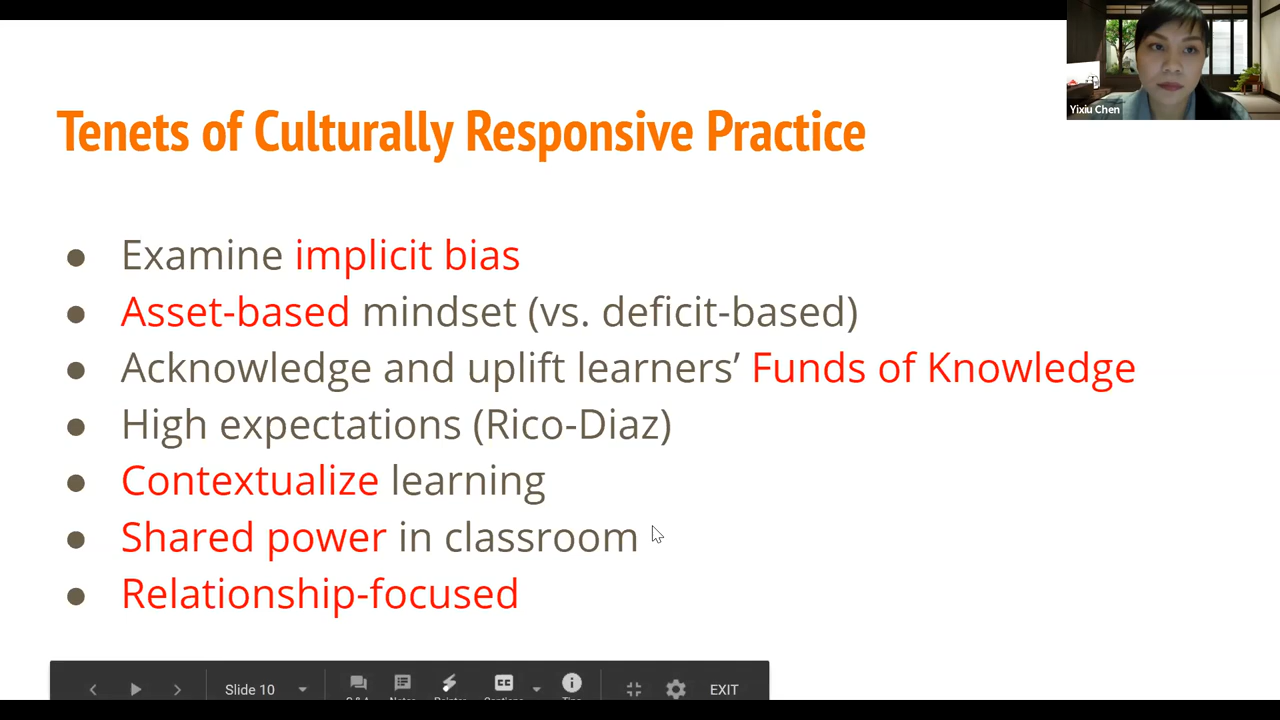 Yixiu Chen
Tenets of Culturally Responsive Practice
● Examine implicit bias
● Asset-based mindset (vs. deficit-based)
● Acknowledge and uplift learners’ Funds of Knowledge
● High expectations (Rico-Diaz)
● Contextualize learning
● Shared power in classroom
● Relationship-focused
Slide 10
CC
EXIT